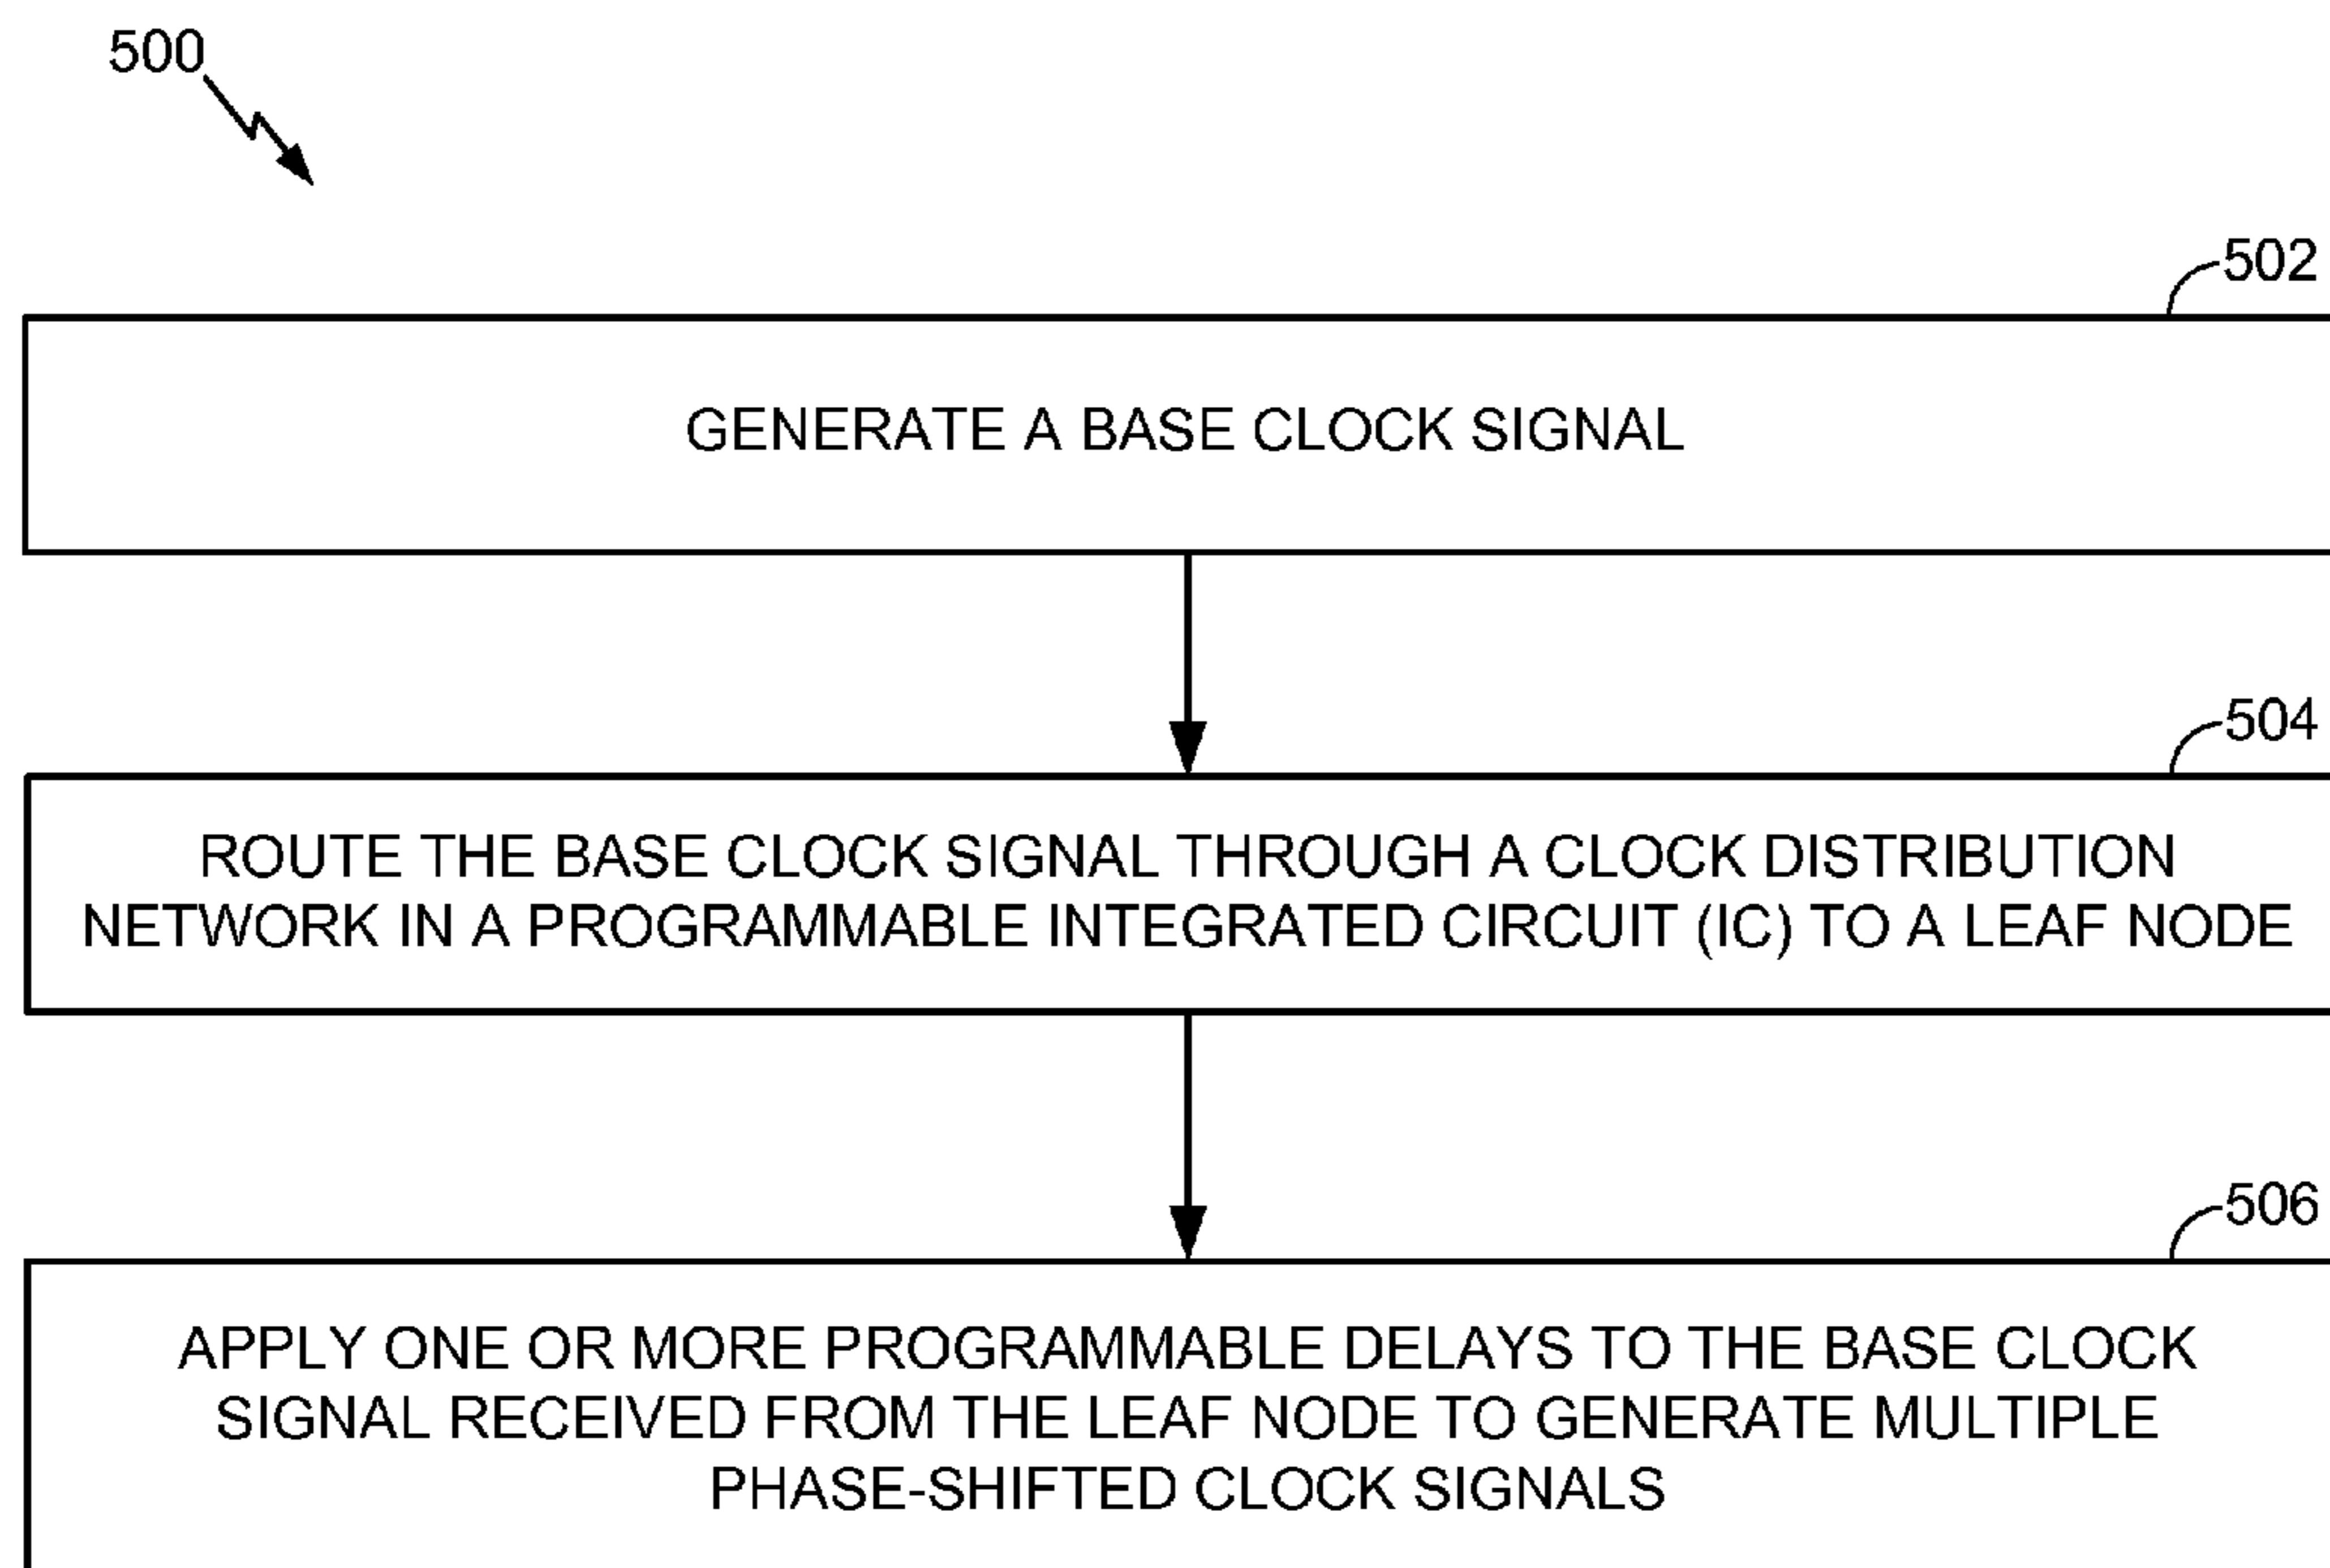 500
502
GENERATE A BASE CLOCK SIGNAL
504
ROUTE THE BASE CLOCK SIGNAL THROUGH A CLOCK DISTRIBUTION
NETWORK IN A PROGRAMMABLE INTEGRATED CIRCUIT (IC) TO A LEAF NODE
506
APPLY ONE OR MORE PROGRAMMABLE DELAYS TO THE BASE CLOCK
SIGNAL RECEIVED FROM THE LEAF NODE TO GENERATE MULTIPLE
PHASE-SHIFTED CLOCK SIGNALS